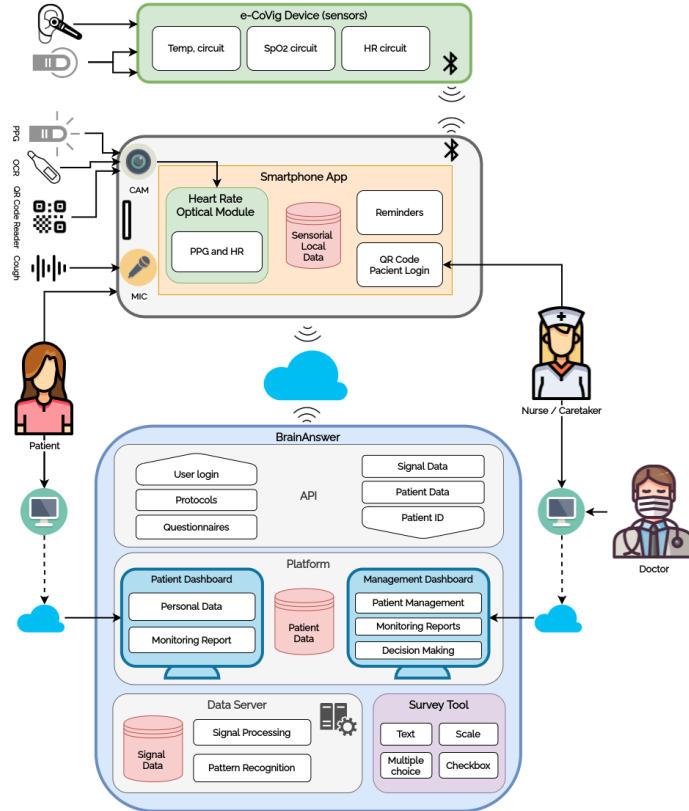 e-CoVig Device (sensors)
Temp. circuit
SpO2 circuit
HR circuit
PPG
OCR
QR Code Reader
Cough
CAM
MIC
Smartphone App
Heart Rate
Optical Module
PPG and HR
Sensorial
Local
Data
Reminders
QR Code
Pacient Login
Patient
Nurse / Caretaker
Doctor
BrainAnswer
User login
Protocols
Questionnaires
API
Signal Data
Patient Data
Patient ID
Platform
Patient Dashboard
Personal Data
Monitoring Report
Patient
Data
Management Dashboard
Patient Management
Monitoring Reports
Decision Making
Data Server
Signal
Data
Signal Processing
Pattern Recognition
Survey Tool
Text
Scale
Multiple
choice
Checkbox